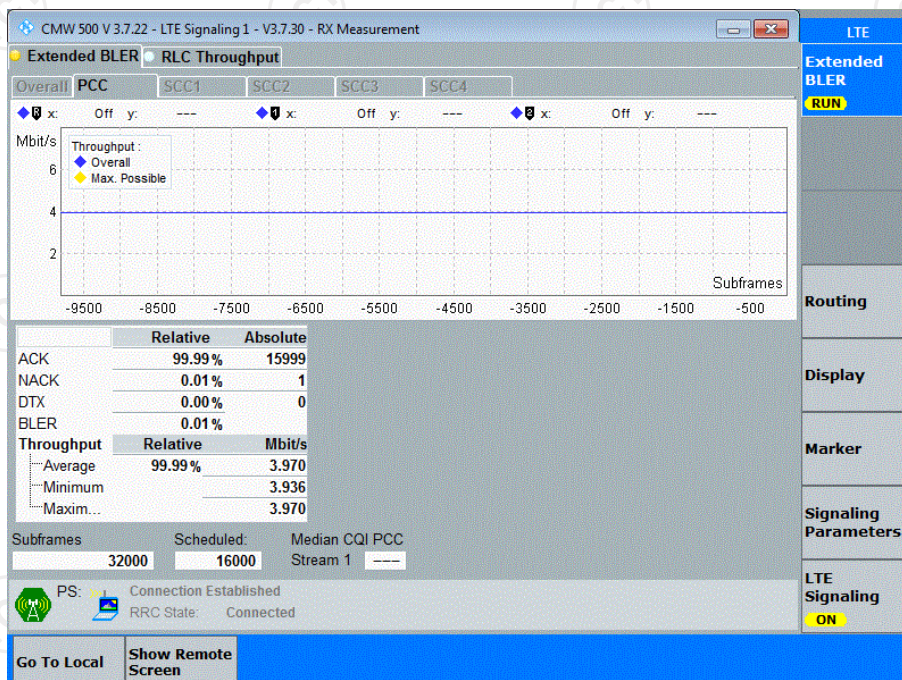 CMW 500 V 3.7.22 - LTE Signaling 1 - V3.7.30 - RX Measurement
LTE
Extended BLER RLC Throughput
Extended
BLER
RUN
Overall PCC SCC1 SCC2 SCC3 SCC4
R x: Off y: --- 1 x: Off y: --- 2 x: Off y: ---
Mbit/s
Throughput :
Overall
Max. Possible
6
4
2
Subframes
-9500 -8500 -7500 -6500 -5500 -4500 -3500 -2500 -1500 -500
Routing
Display
Marker
Signaling
Parameters
LTE
Signaling
ON
Relative Absolute
ACK 99.99 % 15999
NACK 0.01 % 1
DTX 0.00 % 0
BLER 0.01 %
Throughput Relative Mbit/s
Average 99.99 % 3.970
Minimum 3.936
Maxim... 3.970
Subframes Scheduled: Median CQI PCC
32000 16000 Stream 1 ---
PS: Connection Established
RRC State: Connected
Go To Local
Show Remote
Screen